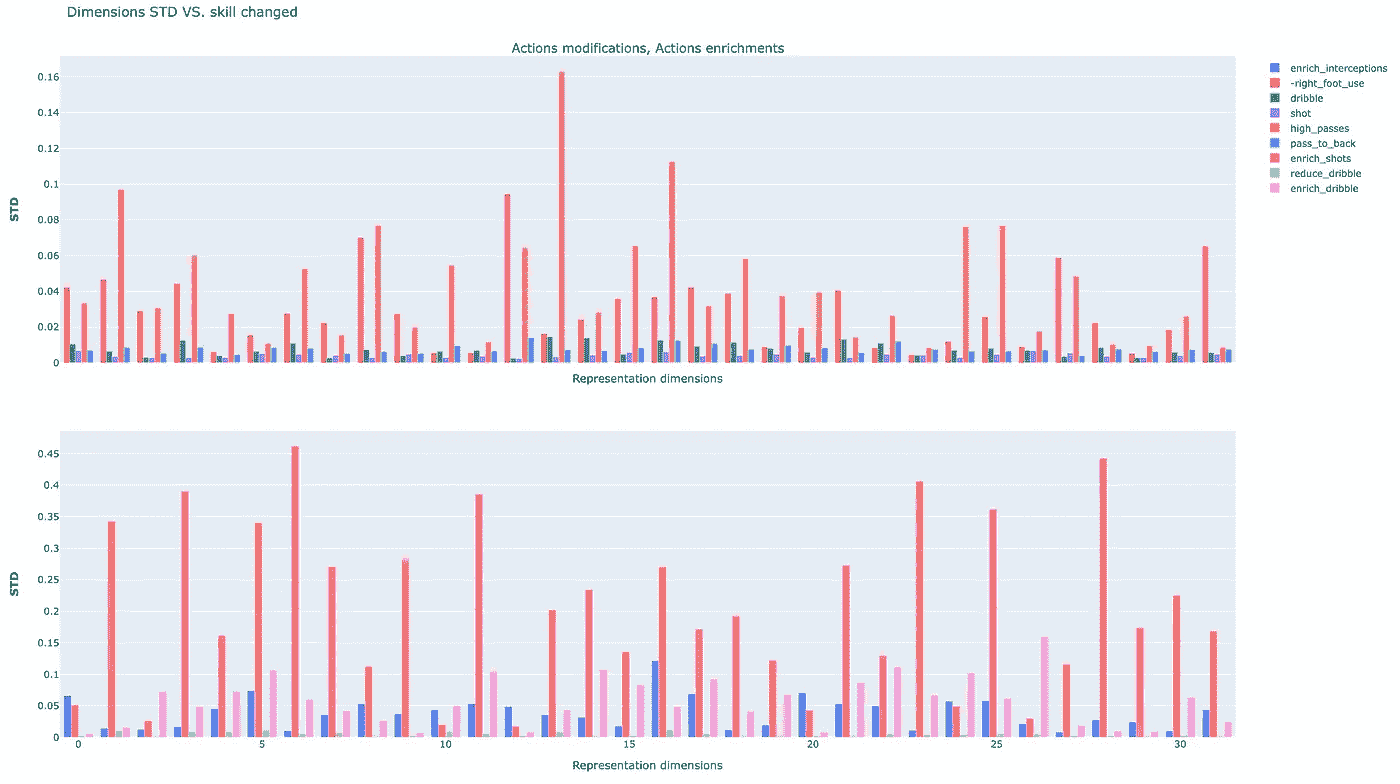 Dimensions STD VS. skill changed
Actions modifications, Actions enrichments
0.16
0.14
0.12
0.1
0.08
0.06
0.04
0.02
0
STD
Representation dimensions
enrich_interceptions
-right_foot_use
dribble
shot
high_passes
pass_to_back
enrich_shots
reduce_dribble
enrich_dribble
0.45
0.4
0.35
0.3
0.25
0.2
0.15
0.1
0.05
0
STD
0 5 10 15 20 25 30
Representation dimensions